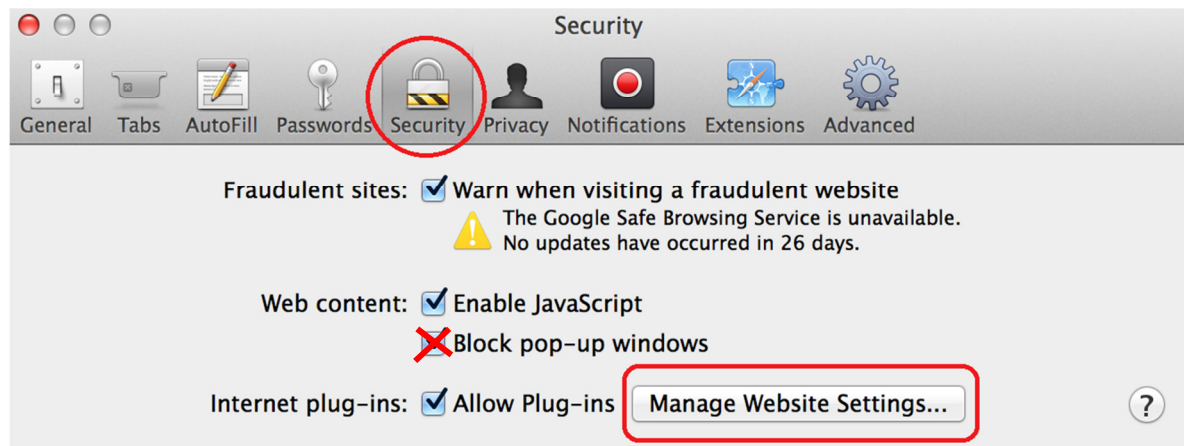 Security
General Tabs AutoFill Passwords Security Privacy Notifications Extensions Advanced
Fraudulent sites: Warn when visiting a fraudulent website
The Google Safe Browsing Service is unavailable.
No updates have occurred in 26 days.
Web content: Enable JavaScript
Block pop-up windows
Internet plug-ins: Allow Plug-ins Manage Website Settings... ?